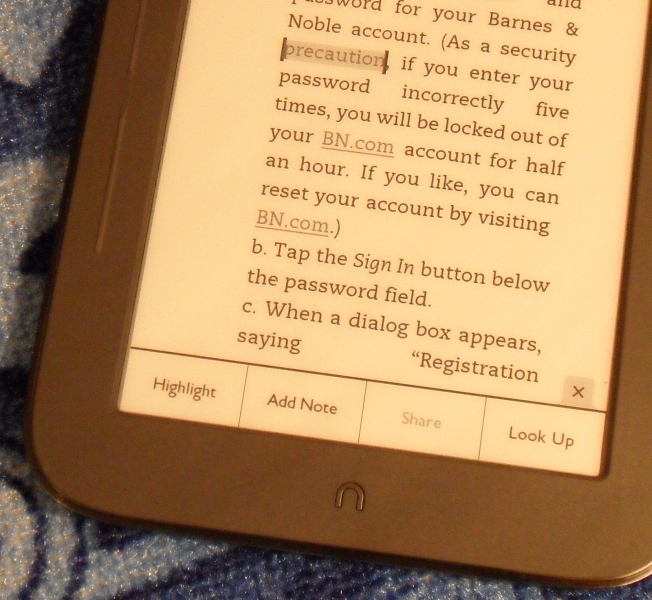 password for your Barnes & and
Noble account. (As a security
precaution, if you enter your
password incorrectly five
times, you will be locked out of
your BN.com account for half
an hour. If you like, you can
reset your account by visiting
BN.com.)
b. Tap the Sign In button below
the password field.
c. When a dialog box appears,
saying “Registration
×
Highlight
Add Note
Share
Look Up
n